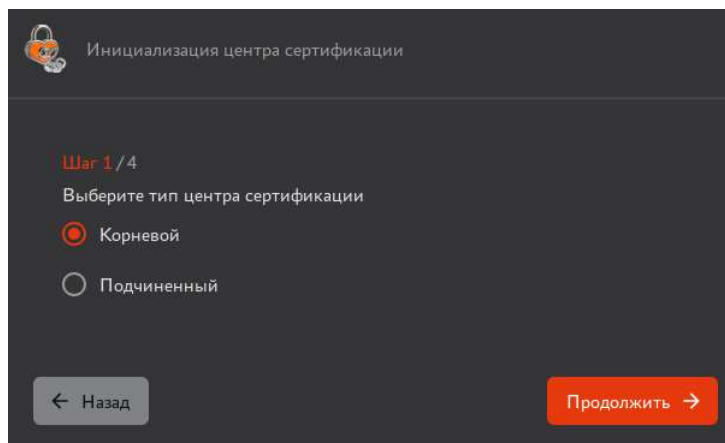 Инициализация центра сертификации
Шаг 1 / 4
Выберите тип центра сертификации
Корневой
Подчиненный
Назад
Продолжить